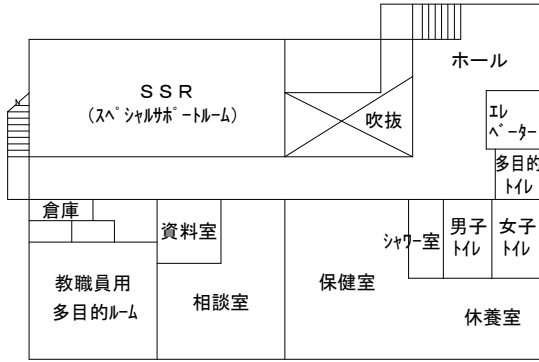 ホール
ＳＳＲ
(ｽﾍﾟｼｬﾙｻﾎﾟｰﾄﾙｰﾑ)
吹抜
ｴﾚ
ﾍﾞｰﾀｰ
多目的
ﾄｲﾚ
倉庫
資料室
ｼｬﾜｰ室
男子
ﾄｲﾚ
女子
ﾄｲﾚ
教職員用
多目的ﾙｰﾑ
相談室
保健室
休養室